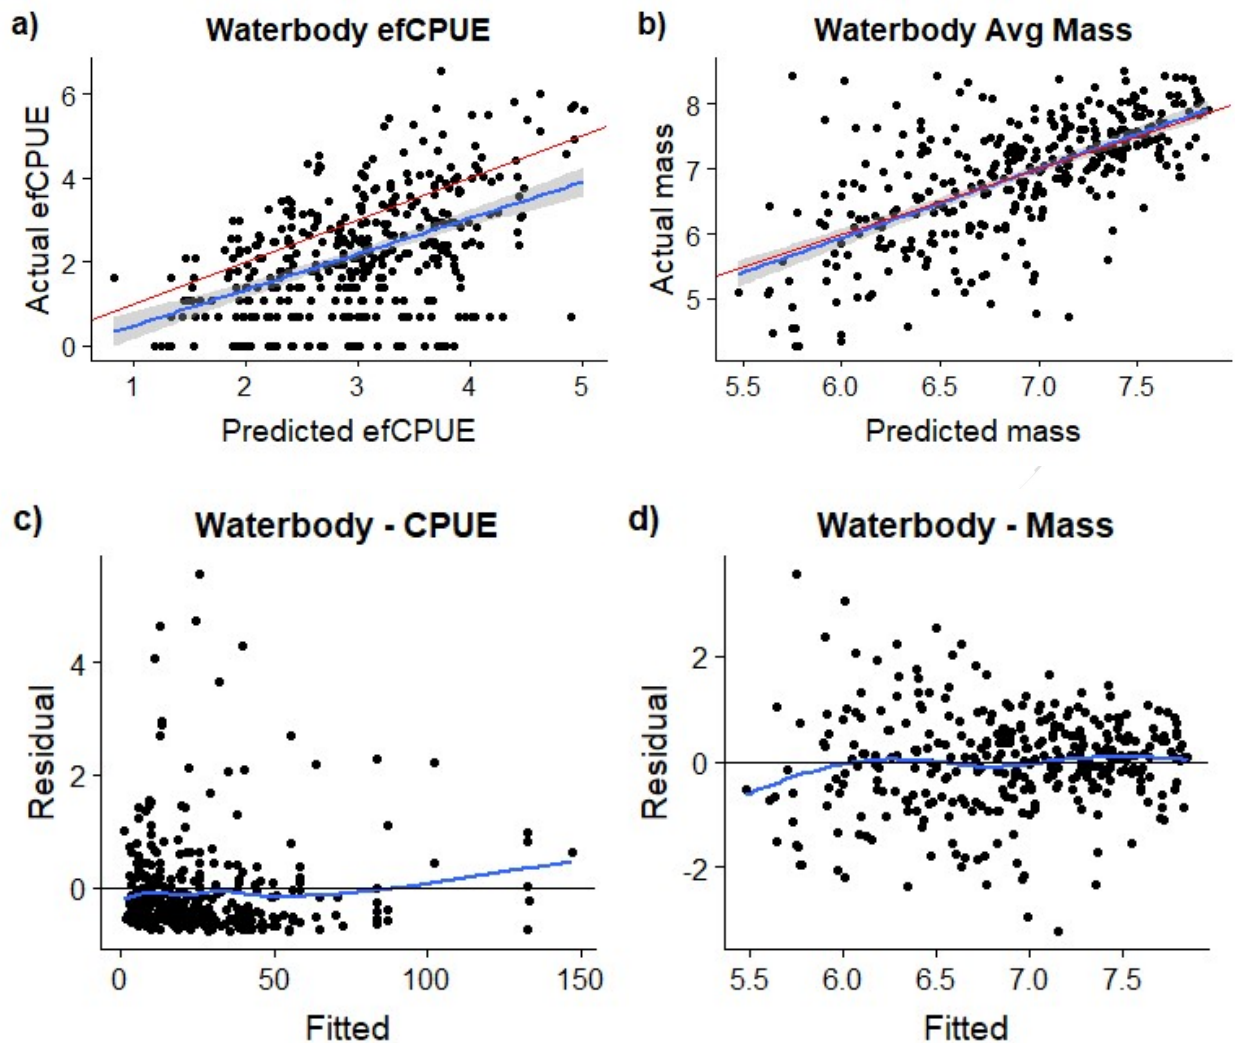 a) Waterbody efCPUE
Actual efCPUE
6
4
2
0
1 2 3 4 5
Predicted efCPUE
b) Waterbody Avg Mass
Actual mass
8
7
6
5
5.5 6.0 6.5 7.0 7.5
Predicted mass
c) Waterbody - CPUE
Residual
4
2
0
0 50 100 150
Fitted
d) Waterbody - Mass
Residual
2
0
-2
5.5 6.0 6.5 7.0 7.5
Fitted